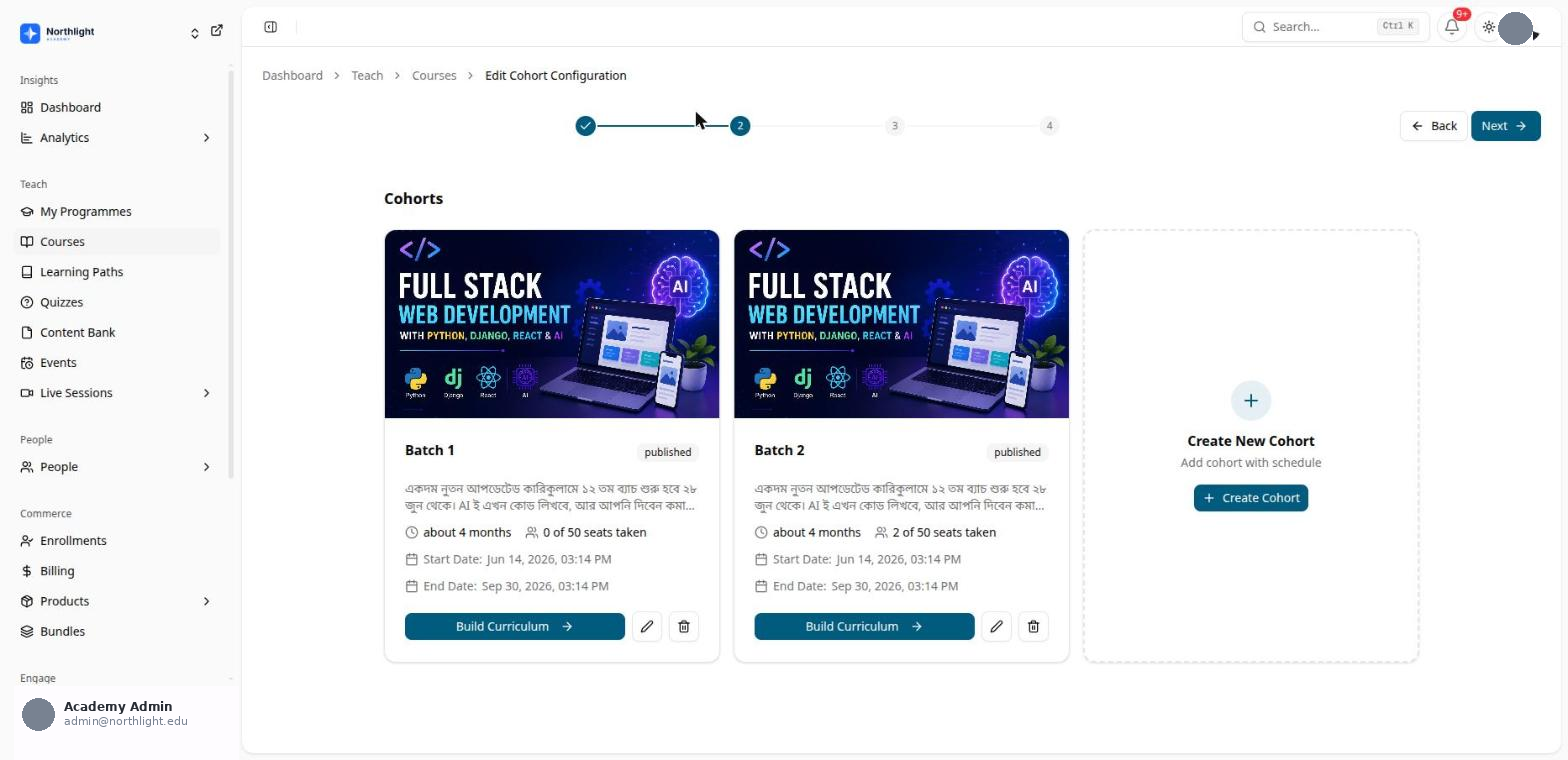 Northlight
ACADEMY
Insights
Dashboard
Analytics
Teach
My Programmes
Courses
Learning Paths
Quizzes
Content Bank
Events
Live Sessions
People
People
Commerce
Enrollments
Billing
Products
Bundles
Engage
Academy Admin
admin@northlight.edu
Search...
Ctrl K
9+
Dashboard > Teach > Courses > Edit Cohort Configuration
2
3
4
Back
Next
Cohorts
</>
FULL STACK
WEB DEVELOPMENT
WITH PYTHON, DJANGO, REACT & AI
AI
dj
Python Django React AI
Batch 1
published
একদম নুতন আপডেটেড কারিকুলামে ১২ তম ব্যাচ শুরু হবে ২৮
জুন থেকে। AI ই এখন কোড লিখবে, আর আপনি দিবেন কমা...
about 4 months
0 of 50 seats taken
Start Date: Jun 14, 2026, 03:14 PM
End Date: Sep 30, 2026, 03:14 PM
Build Curriculum
</>
FULL STACK
WEB DEVELOPMENT
WITH PYTHON, DJANGO, REACT & AI
AI
dj
Python Django React AI
Batch 2
published
একদম নুতন আপডেটেড কারিকুলামে ১২ তম ব্যাচ শুরু হবে ২৮
জুন থেকে। AI ই এখন কোড লিখবে, আর আপনি দিবেন কমা...
about 4 months
2 of 50 seats taken
Start Date: Jun 14, 2026, 03:14 PM
End Date: Sep 30, 2026, 03:14 PM
Build Curriculum
Create New Cohort
Add cohort with schedule
Create Cohort